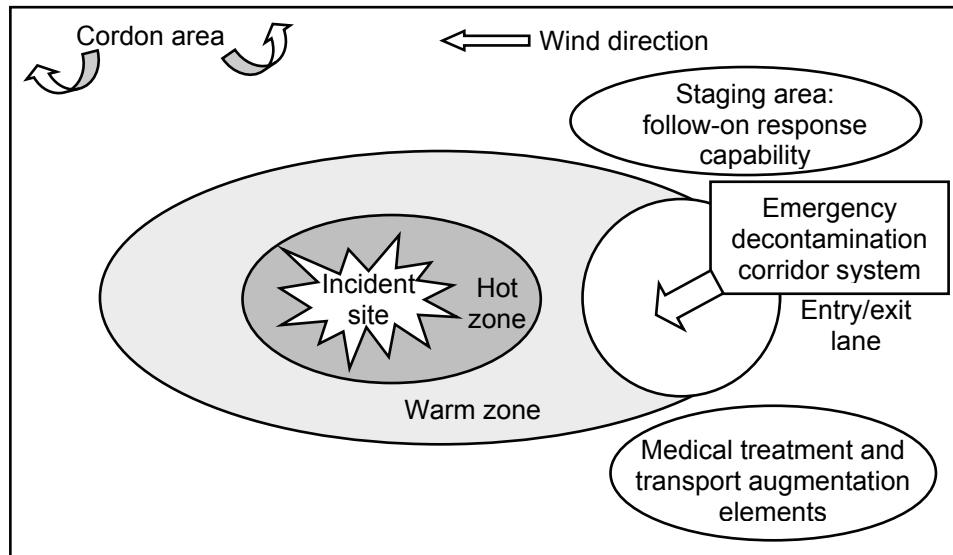 Cordon area
Wind direction
Staging area:
follow-on response
capability
Emergency
decontamination
corridor system
Incident
site
Hot
zone
Entry/exit
lane
Warm zone
Medical treatment and
transport augmentation
elements